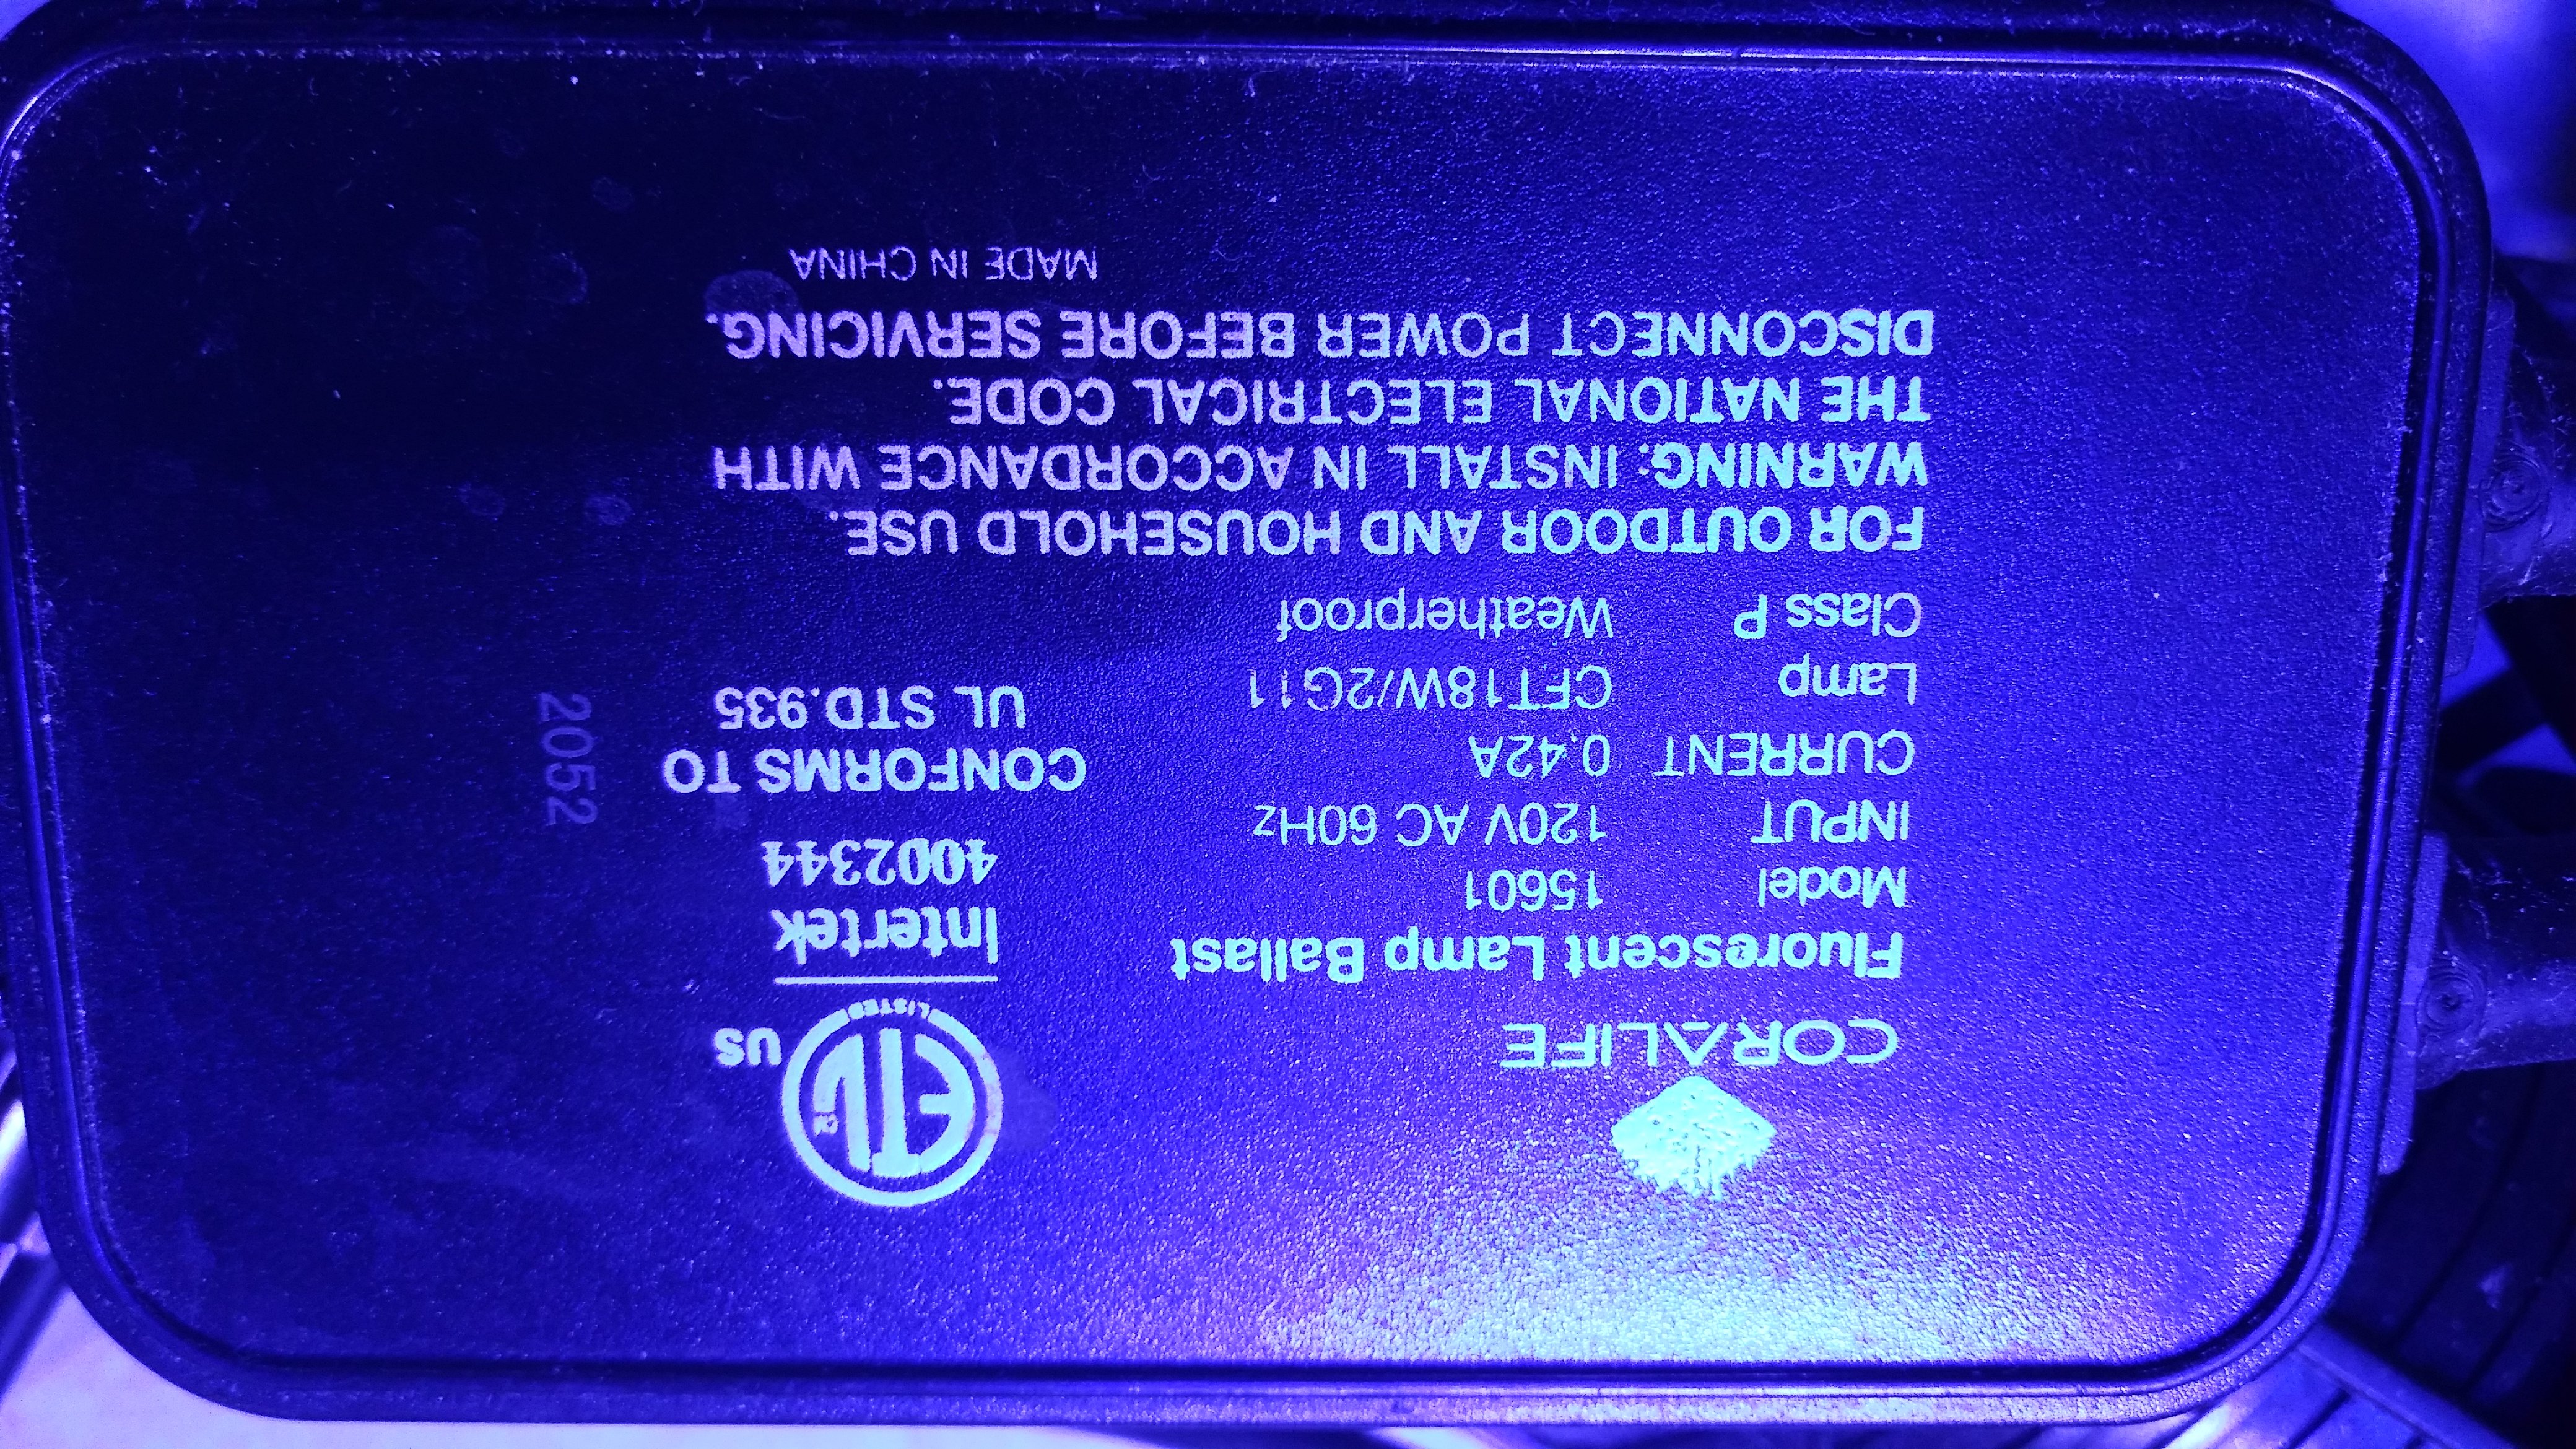 CORALIFE
Fluorescent Lamp Ballast
Model 15601
INPUT 120V AC 60Hz
CURRENT 0.42A
Lamp CFT18W/2G11
Class P Weatherproof
ETL
LISTED
US
Intertek
4002344
CONFORMS TO
UL STD.935
2052
FOR OUTDOOR AND HOUSEHOLD USE.
WARNING: INSTALL IN ACCORDANCE WITH
THE NATIONAL ELECTRICAL CODE.
DISCONNECT POWER BEFORE SERVICING.
MADE IN CHINA